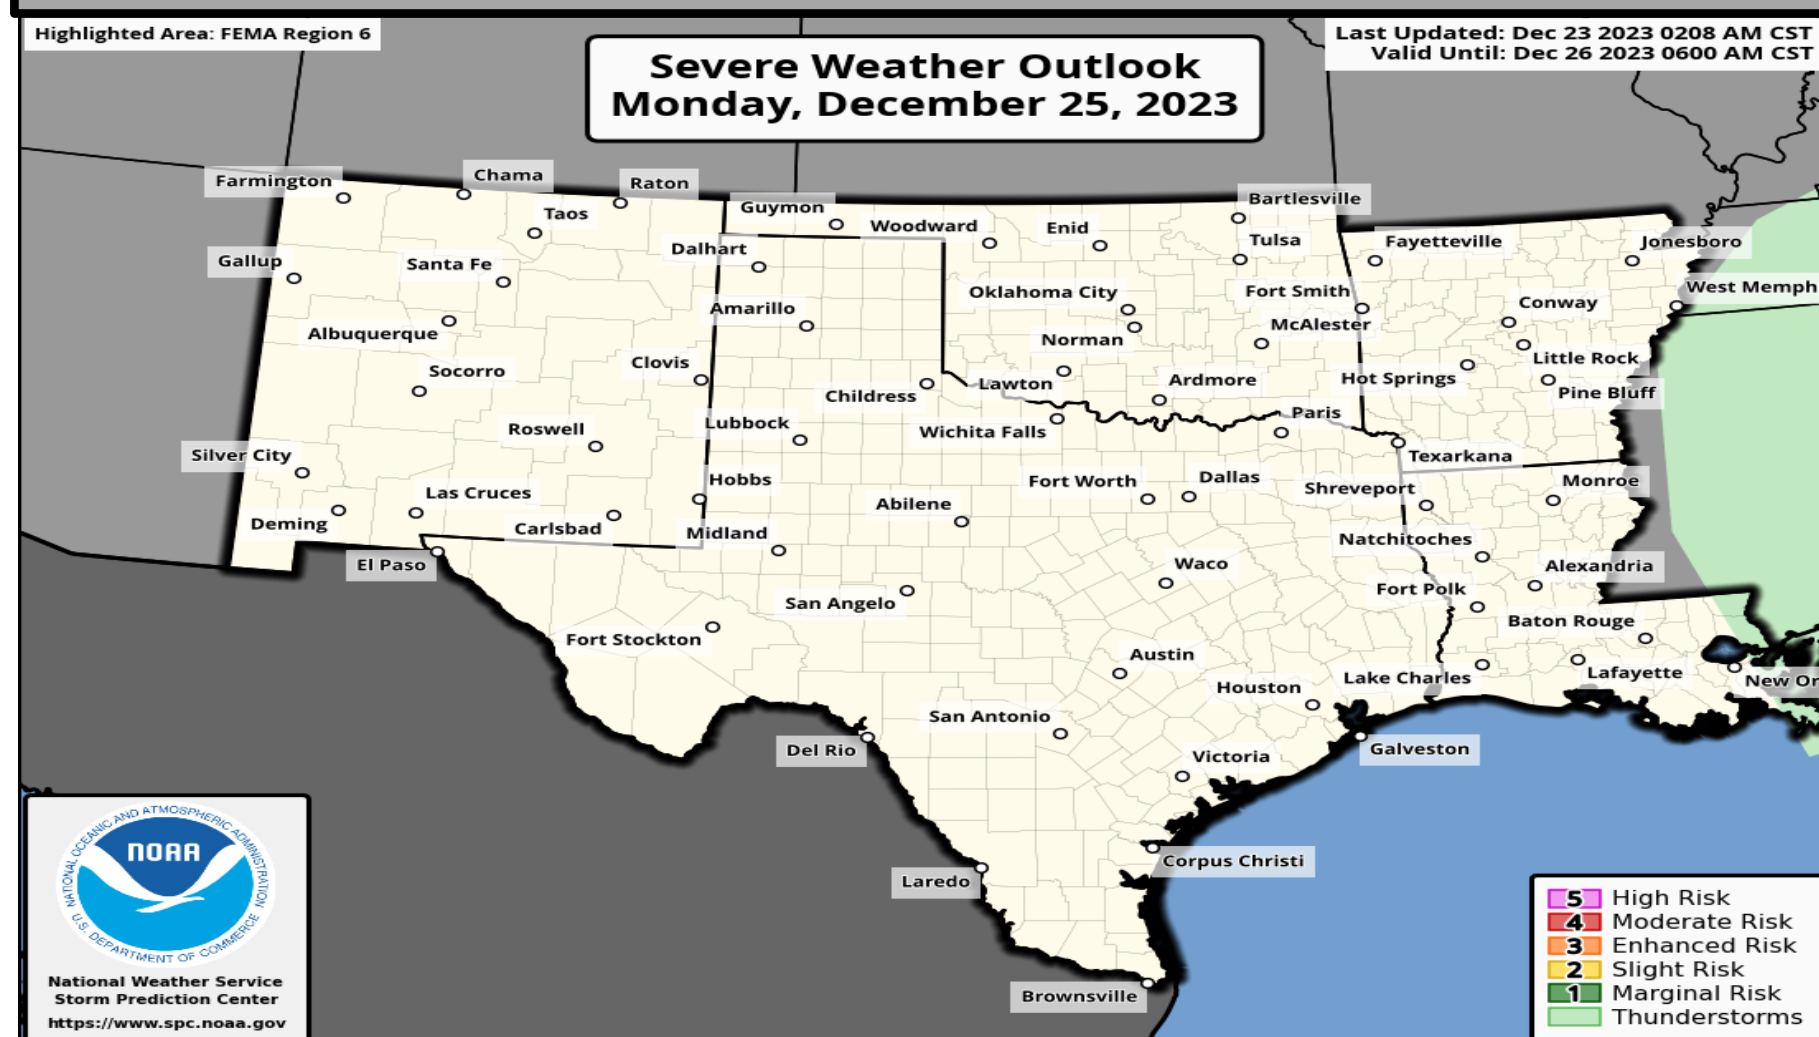 Highlighted Area: FEMA Region 6
Severe Weather Outlook
Monday, December 25, 2023
Last Updated: Dec 23 2023 0208 AM CST
Valid Until: Dec 26 2023 0600 AM CST
Farmington
Chama
Raton
Taos
Guymon
Woodward
Enid
Bartlesville
Tulsa
Fayetteville
Jonesboro
Gallup
Santa Fe
Dalhart
Oklahoma City
Fort Smith
Conway
West Memph
Albuquerque
Amarillo
Norman
McAlester
Little Rock
Socorro
Clovis
Childress
Lawton
Ardmore
Hot Springs
Pine Bluff
Roswell
Lubbock
Wichita Falls
Paris
Texarkana
Silver City
Las Cruces
Hobbs
Abilene
Fort Worth
Dallas
Shreveport
Monroe
Deming
Carlsbad
Midland
Natchitoches
El Paso
San Angelo
Waco
Fort Polk
Alexandria
Fort Stockton
Austin
Baton Rouge
Houston
Lake Charles
Lafayette
New Or
San Antonio
Del Rio
Victoria
Galveston
Laredo
Corpus Christi
Brownsville
NATIONAL OCEANIC AND ATMOSPHERIC ADMINISTRATION
NOAA
U.S. DEPARTMENT OF COMMERCE
National Weather Service
Storm Prediction Center
https://www.spc.noaa.gov
5 High Risk
4 Moderate Risk
3 Enhanced Risk
2 Slight Risk
1 Marginal Risk
Thunderstorms